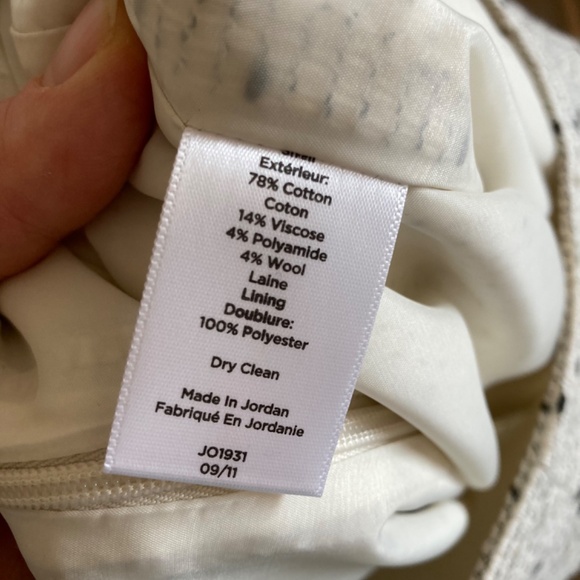 Extérieur:
78% Cotton
Coton
14% Viscose
4% Polyamide
4% Wool
Laine
Lining
Doublure:
100% Polyester
Dry Clean
Made In Jordan
Fabriqué En Jordanie
JO1931
09/11